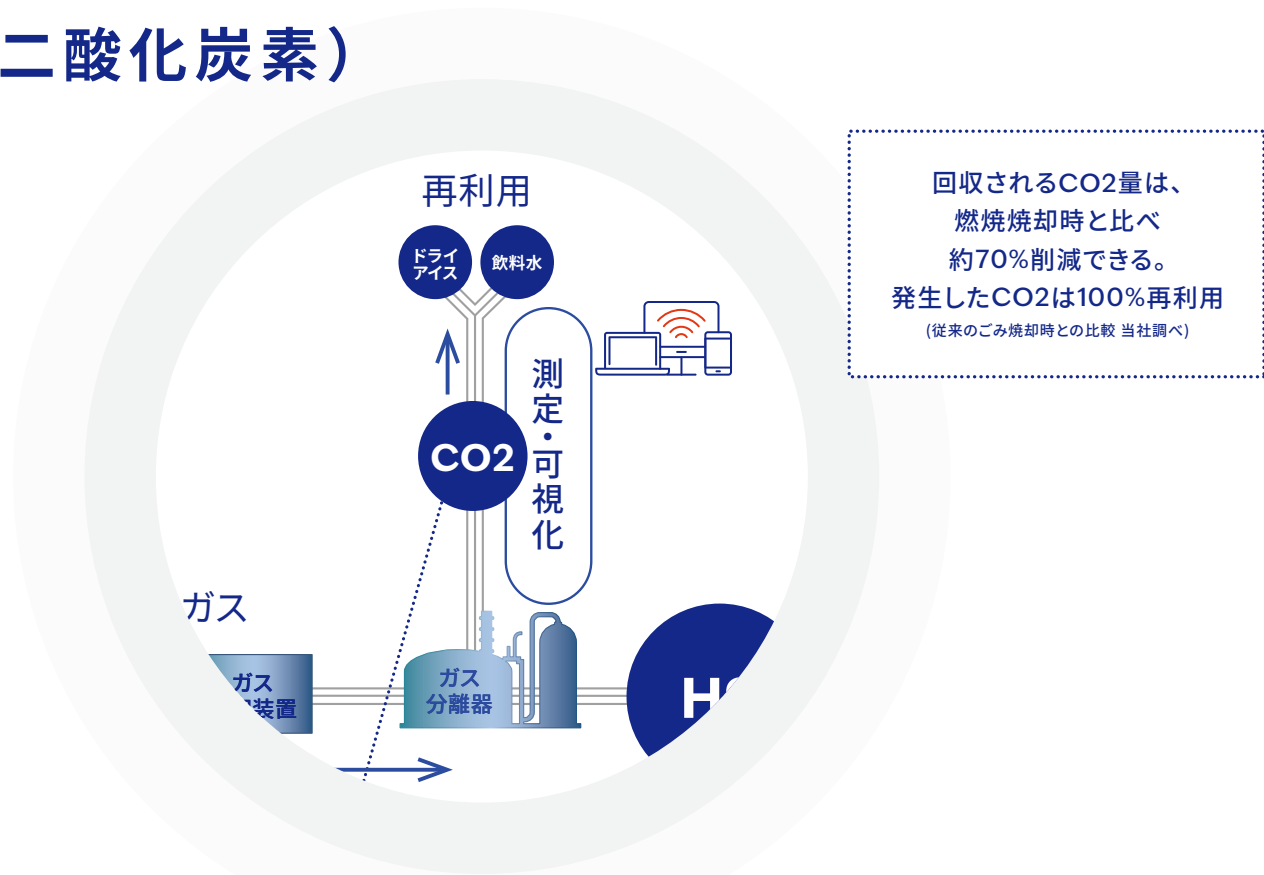 二酸化炭素）
再利用
ドライ
アイス
飲料水
回収されるCO2量は、
燃焼焼却時と比べ
約70%削減できる。
発生したCO2は100%再利用
(従来のごみ焼却時との比較 当社調べ)
測定・可視化
CO2
ガス
ガス
装置
ガス
分離器
H